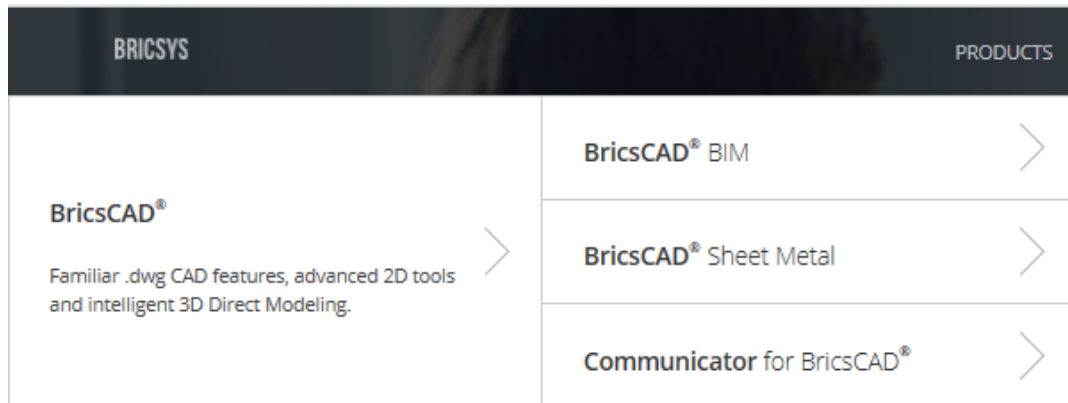 BRICSYS
PRODUCTS
BricsCAD®
Familiar .dwg CAD features, advanced 2D tools
and intelligent 3D Direct Modeling.
BricsCAD® BIM
BricsCAD® Sheet Metal
Communicator for BricsCAD®